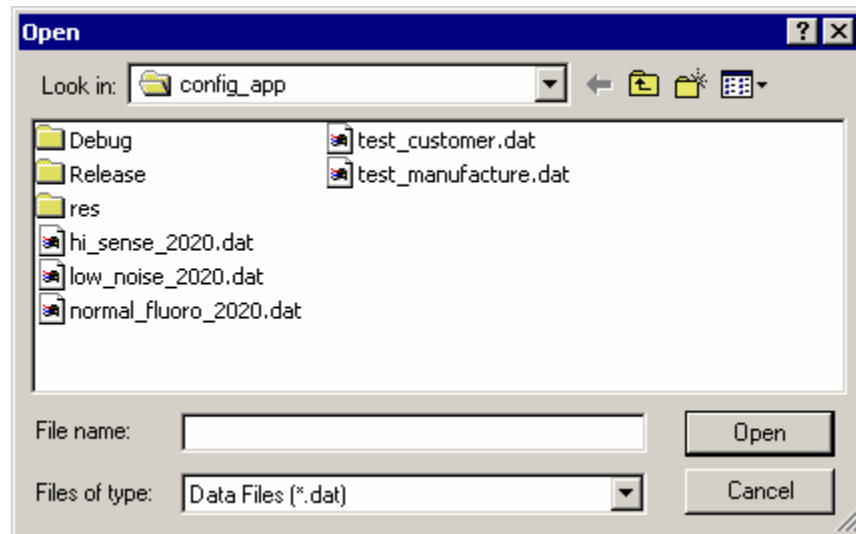 Open
Look in: config_app
Debug
Release
res
hi_sense_2020.dat
low_noise_2020.dat
normal_fluoro_2020.dat
test_customer.dat
test_manufacture.dat
File name: Open
Files of type: Data Files (*.dat) Cancel